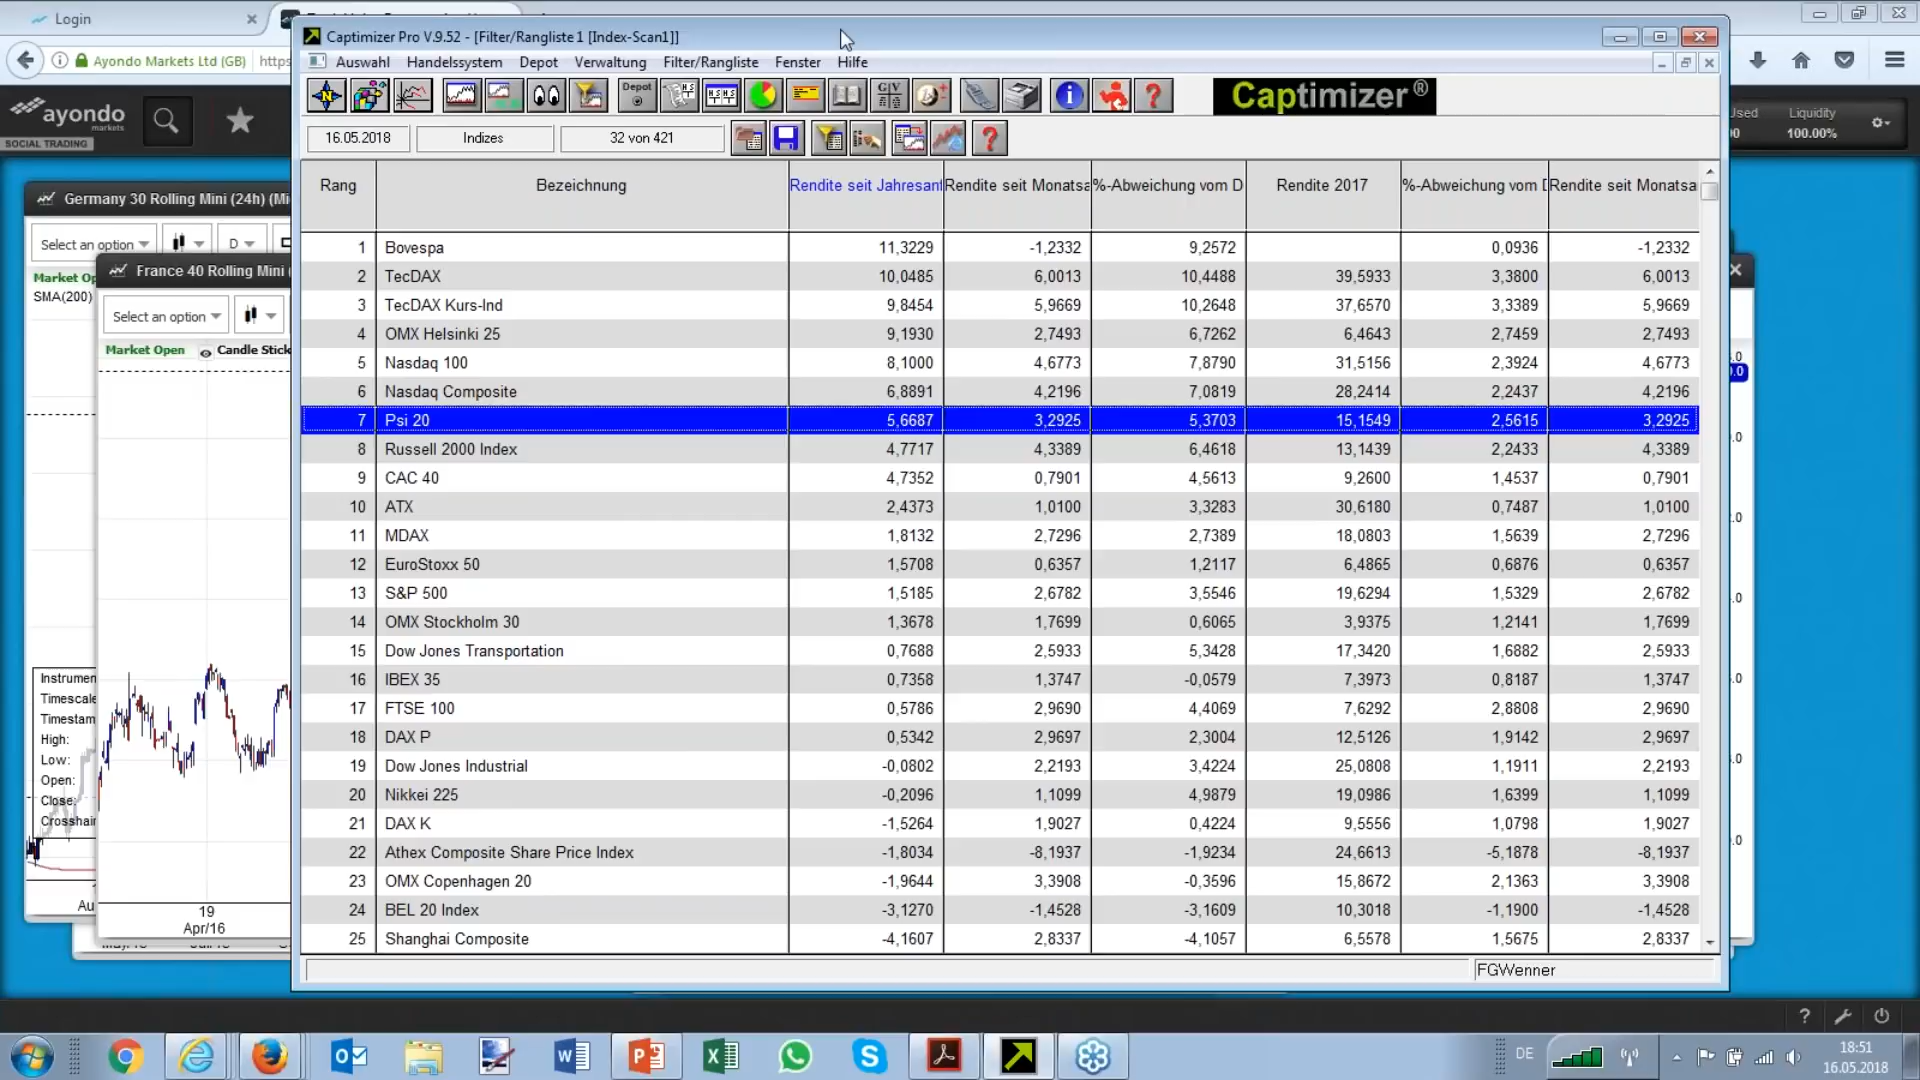 Login
Captimizer Pro V.9.52 - [Filter/Rangliste 1 [Index-Scan1]]
Auswahl Handelssystem Depot Verwaltung Filter/Rangliste Fenster Hilfe
Ayondo Markets Ltd (GB) https
ayondo
markets
SOCIAL TRADING
Depot
Captimizer®
Liquidity
100.00%
16.05.2018 Indizes 32 von 421
Rang Bezeichnung Rendite seit Jahresanf Rendite seit Monatsa %-Abweichung vom D Rendite 2017 %-Abweichung vom D Rendite seit Monatsa
1 Bovespa 11,3229 -1,2332 9,2572 0,0936 -1,2332
2 TecDAX 10,0485 6,0013 10,4488 39,5933 3,3800 6,0013
3 TecDAX Kurs-Ind 9,8454 5,9669 10,2648 37,6570 3,3389 5,9669
4 OMX Helsinki 25 9,1930 2,7493 6,7262 6,4643 2,7459 2,7493
5 Nasdaq 100 8,1000 4,6773 7,8790 31,5156 2,3924 4,6773
6 Nasdaq Composite 6,8891 4,2196 7,0819 28,2414 2,2437 4,2196
7 Psi 20 5,6687 3,2925 5,3703 15,1549 2,5615 3,2925
8 Russell 2000 Index 4,7717 4,3389 6,4618 13,1439 2,2433 4,3389
9 CAC 40 4,7352 0,7901 4,5613 9,2600 1,4537 0,7901
10 ATX 2,4373 1,0100 3,3283 30,6180 0,7487 1,0100
11 MDAX 1,8132 2,7296 2,7389 18,0803 1,5639 2,7296
12 EuroStoxx 50 1,5708 0,6357 1,2117 6,4865 0,6876 0,6357
13 S&P 500 1,5185 2,6782 3,5546 19,6294 1,5329 2,6782
14 OMX Stockholm 30 1,3678 1,7699 0,6065 3,9375 1,2141 1,7699
15 Dow Jones Transportation 0,7688 2,5933 5,3428 17,3420 1,6882 2,5933
16 IBEX 35 0,7358 1,3747 -0,0579 7,3973 0,8187 1,3747
17 FTSE 100 0,5786 2,9690 4,4069 7,6292 2,8808 2,9690
18 DAX P 0,5342 2,9697 2,3004 12,5126 1,9142 2,9697
19 Dow Jones Industrial -0,0802 2,2193 3,4224 25,0808 1,1911 2,2193
20 Nikkei 225 -0,2096 1,1099 4,9879 19,0986 1,6399 1,1099
21 DAX K -1,5264 1,9027 0,4224 9,5556 1,0798 1,9027
22 Athex Composite Share Price Index -1,8034 -8,1937 -1,9234 24,6613 -5,1878 -8,1937
23 OMX Copenhagen 20 -1,9644 3,3908 -0,3596 15,8672 2,1363 3,3908
24 BEL 20 Index -3,1270 -1,4528 -3,1609 10,3018 -1,1900 -1,4528
25 Shanghai Composite -4,1607 2,8337 -4,1057 6,5578 1,5675 2,8337
FGWenner
Germany 30 Rolling Mini (24h) (Mi
Select an option D
Market Op
SMA(200)
France 40 Rolling Mini (
Select an option
Market Open Candle Stick
Instrumen
Timescale
Timestam
High:
Low:
Open:
Close:
Crosshair
Au
19
Apr/16
DE
18:51
16.05.2018